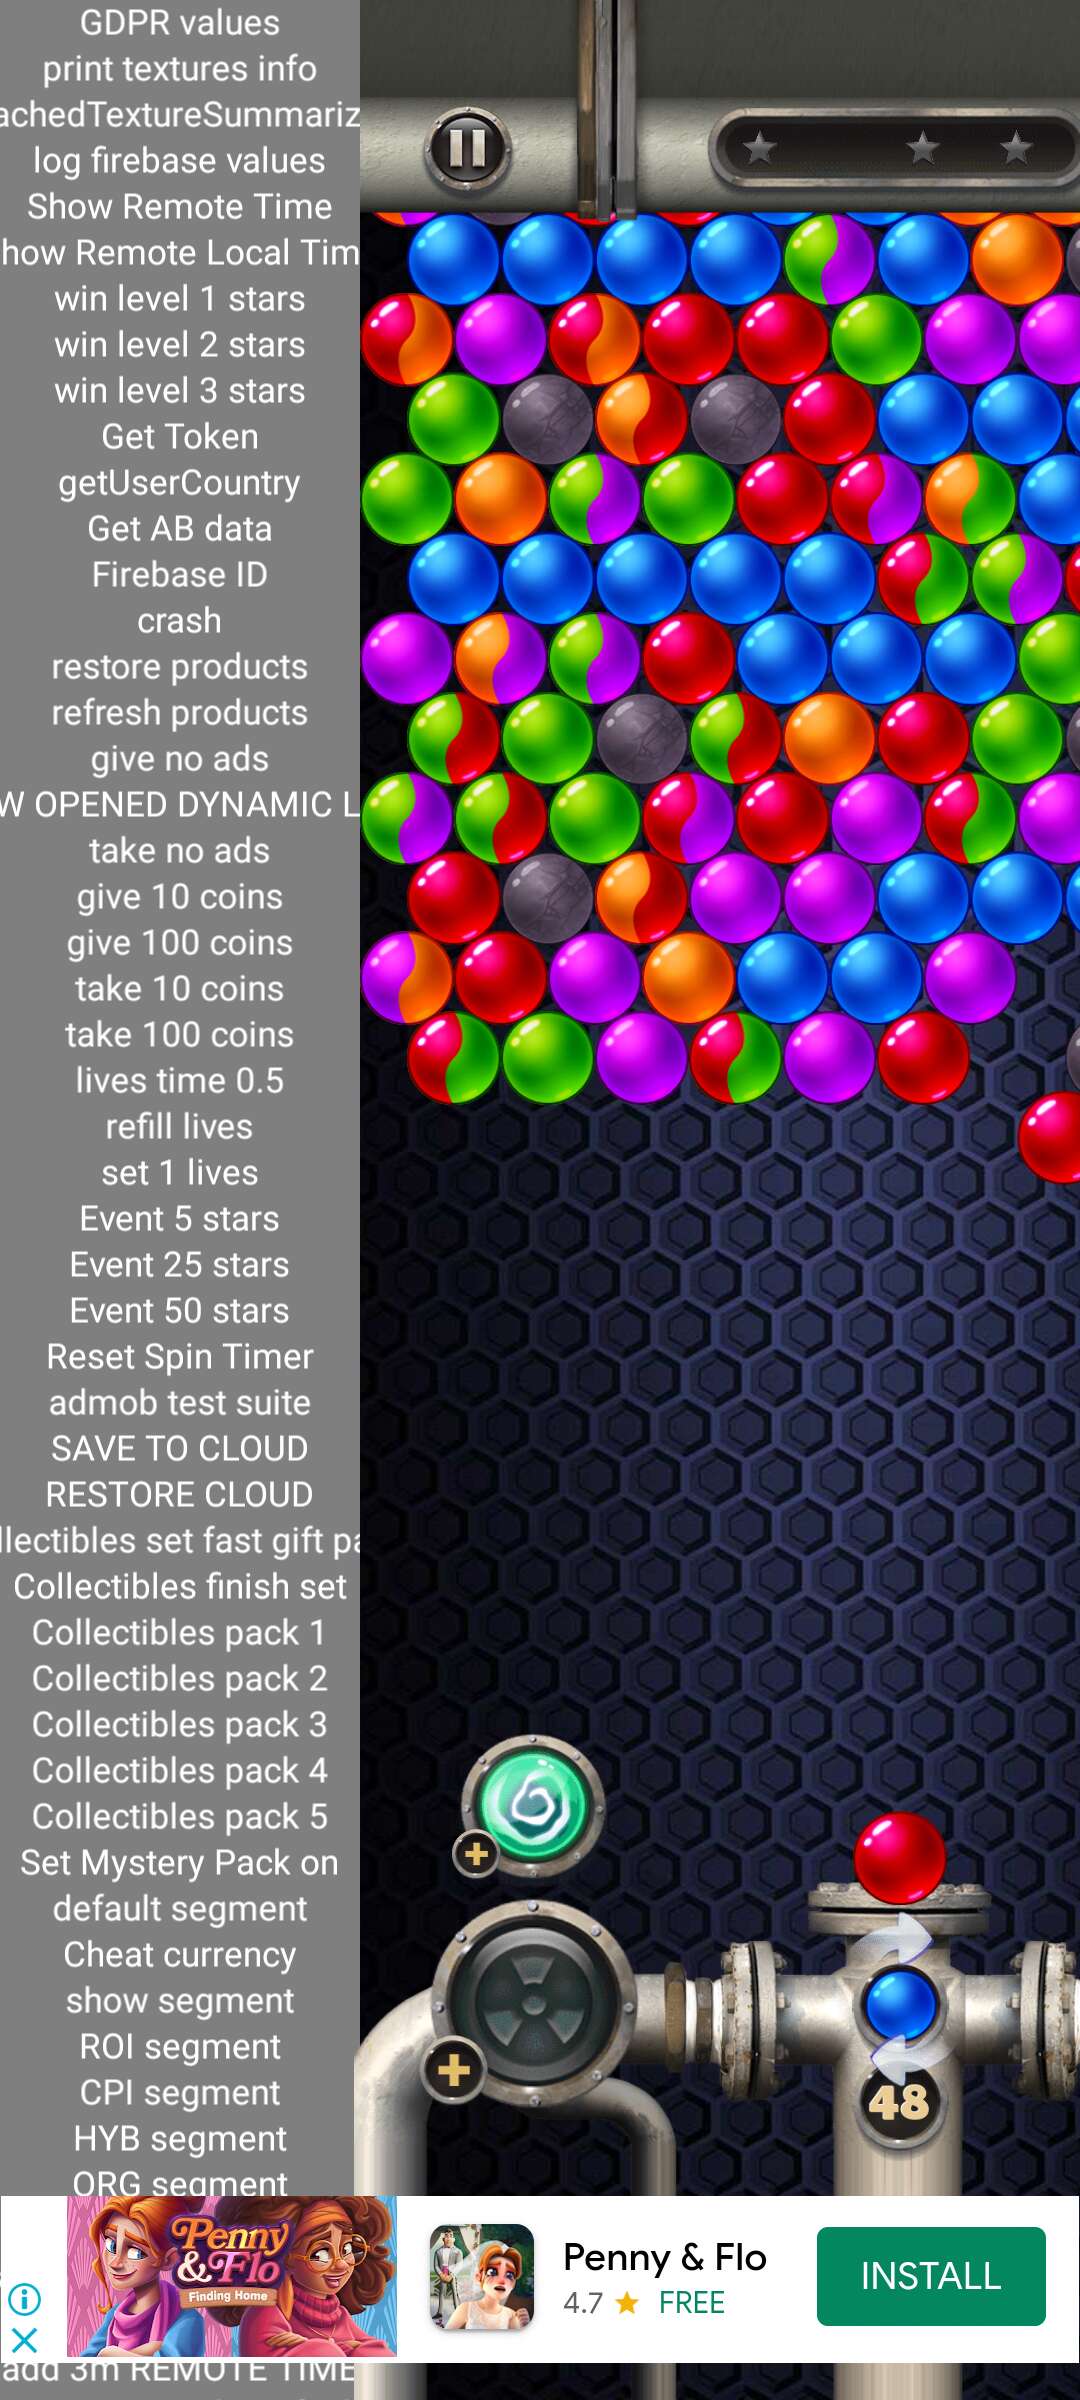 GDPR values
print textures info
achedTextureSummariz
log firebase values
Show Remote Time
how Remote Local Tim
win level 1 stars
win level 2 stars
win level 3 stars
Get Token
getUserCountry
Get AB data
Firebase ID
crash
restore products
refresh products
give no ads
W OPENED DYNAMIC L
take no ads
give 10 coins
give 100 coins
take 10 coins
take 100 coins
lives time 0.5
refill lives
set 1 lives
Event 5 stars
Event 25 stars
Event 50 stars
Reset Spin Timer
admob test suite
SAVE TO CLOUD
RESTORE CLOUD
llectibles set fast gift pa
Collectibles finish set
Collectibles pack 1
Collectibles pack 2
Collectibles pack 3
Collectibles pack 4
Collectibles pack 5
Set Mystery Pack on
default segment
Cheat currency
show segment
ROI segment
CPI segment
HYB segment
ORG segment
48
Penny
&Flo
Finding Home
Penny & Flo
4.7 ★ FREE
INSTALL
add 3m REMOTE TIME